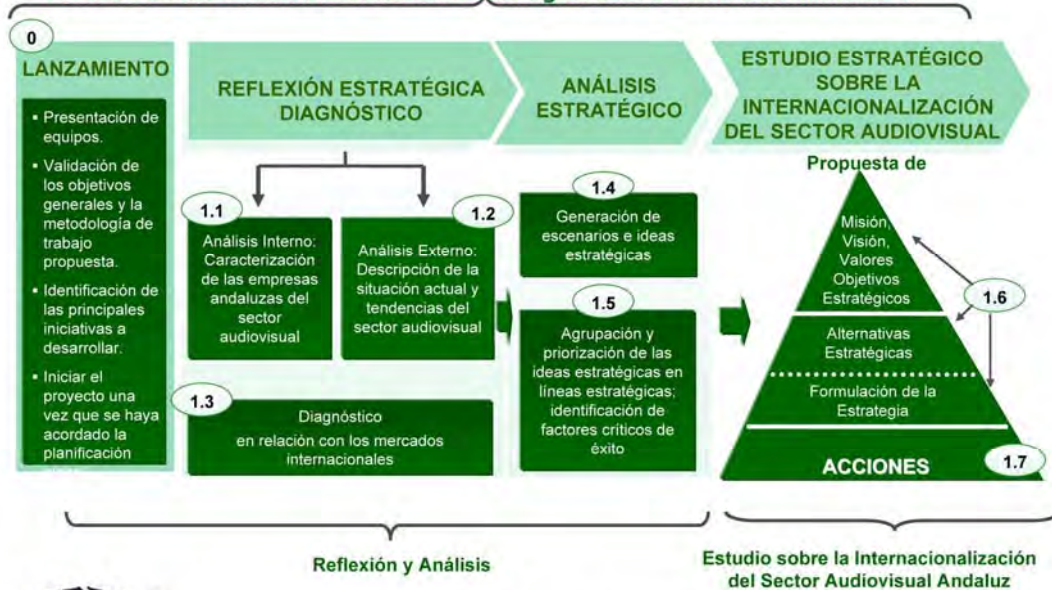 0
LANZAMIENTO
▪ Presentación de
equipos.
▪ Validación de
los objetivos
generales y la
metodología de
trabajo
propuesta.
▪ Identificación de
las principales
iniciativas a
desarrollar.
▪ Iniciar el
proyecto una
vez que se haya
acordado la
planificación
REFLEXIÓN ESTRATÉGICA
DIAGNÓSTICO
1.1
Análisis Interno:
Caracterización
de las empresas
andaluzas del
sector
audiovisual
1.2
Análisis Externo:
Descripción de la
situación actual y
tendencias del
sector audiovisual
1.3
Diagnóstico
en relación con los mercados
internacionales
ANÁLISIS
ESTRATÉGICO
1.4
Generación de
escenarios e ideas
estratégicas
1.5
Agrupación y
priorización de las
ideas estratégicas en
líneas estratégicas;
identificación de
factores críticos de
éxito
ESTUDIO ESTRATÉGICO
SOBRE LA
INTERNACIONALIZACIÓN
DEL SECTOR AUDIOVISUAL
Propuesta de
Misión,
Visión,
Valores
Objetivos
Estratégicos
1.6
Alternativas
Estratégicas
Formulación de la
Estrategia
ACCIONES
1.7
Reflexión y Análisis
Estudio sobre la Internacionalización
del Sector Audiovisual Andaluz